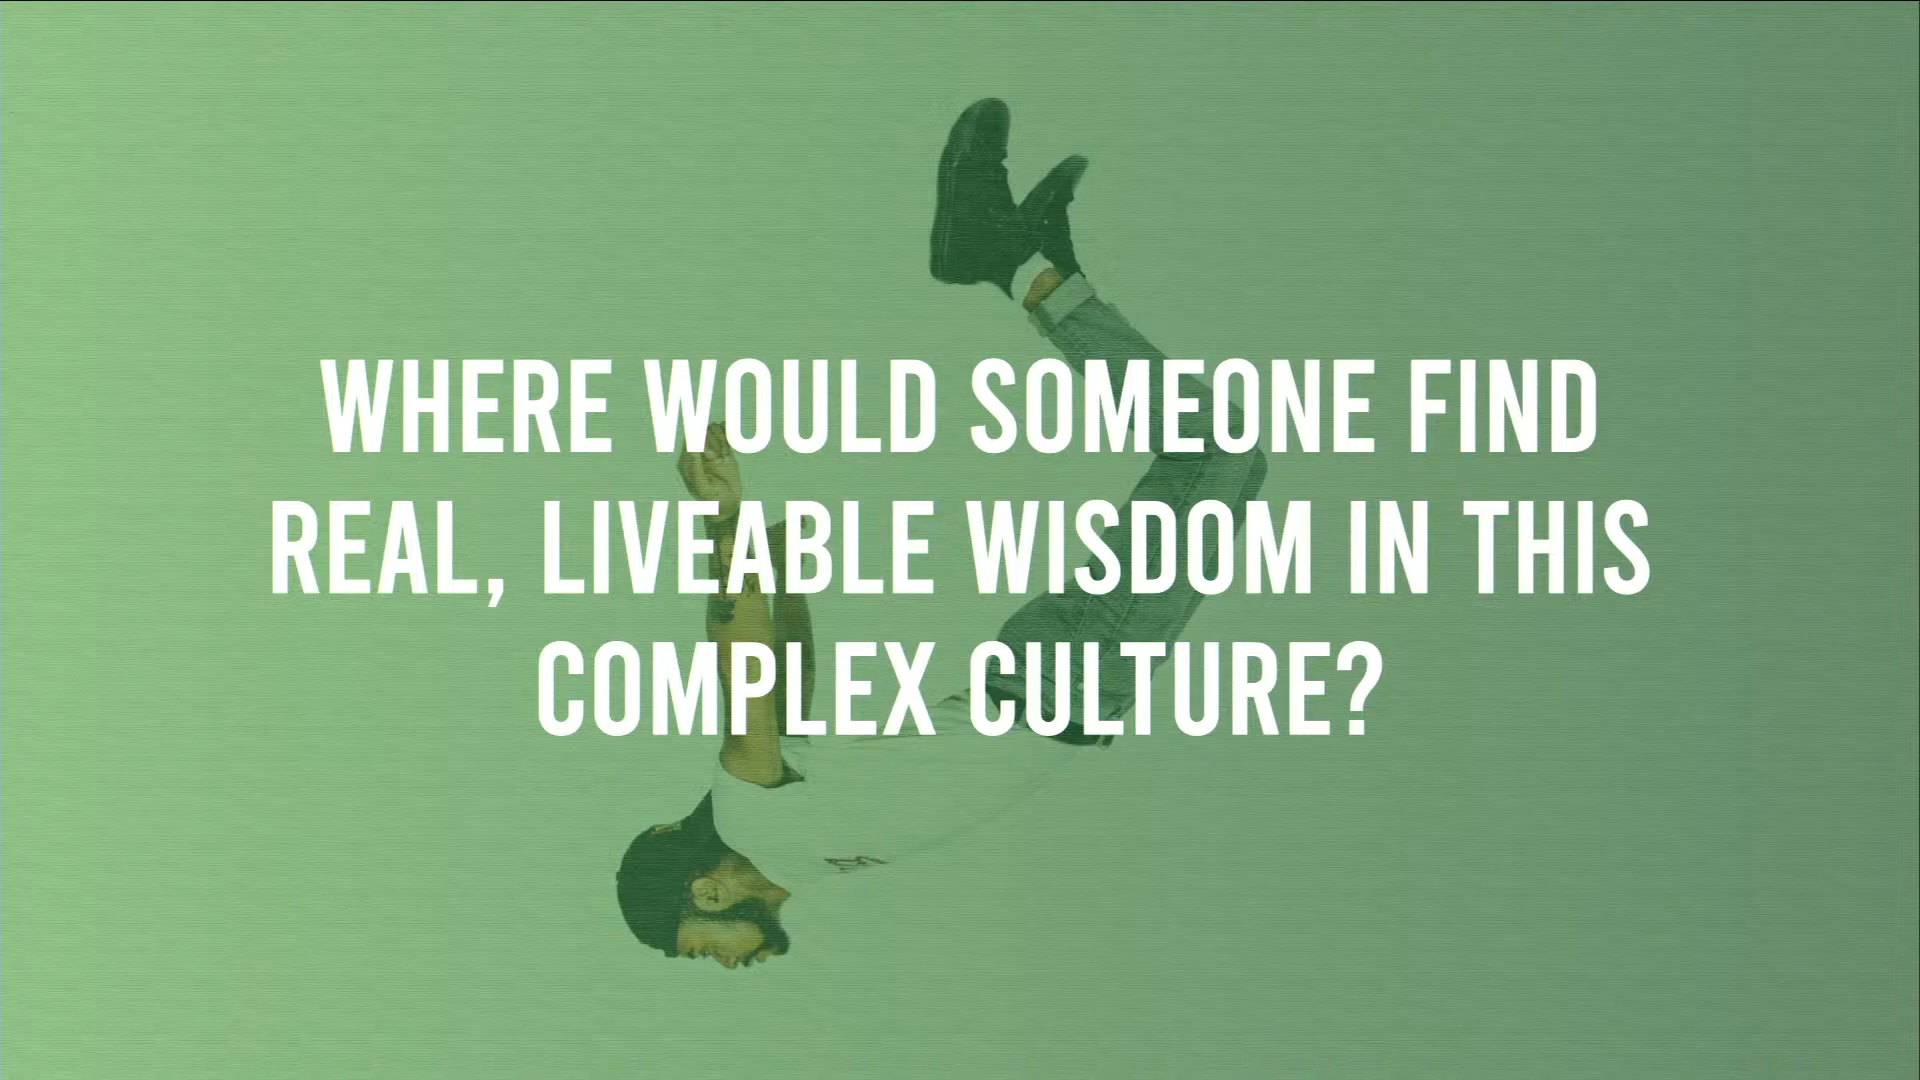 WHERE WOULD SOMEONE FIND
REAL, LIVEABLE WISDOM IN THIS
COMPLEX CULTURE?